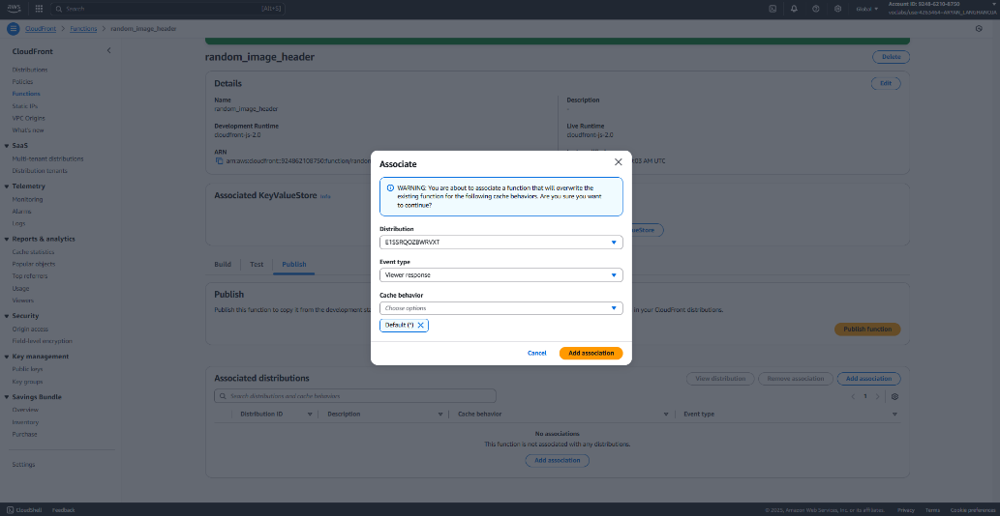 aws
Search
[Alt+S]
Global
Account ID: 9248-6210-8750
CloudFront
Functions
random_image_header
CloudFront
Distributions
Policies
Functions
Static IPs
VPC Origins
What's new
SaaS
Multi-tenant distributions
Distribution tenants
Telemetry
Monitoring
Alarms
Logs
Reports & analytics
Cache statistics
Popular objects
Top referrers
Usage
Viewers
Security
Origin access
Field-level encryption
Key management
Public keys
Key groups
Savings Bundle
Overview
Inventory
Purchase
Settings
random_image_header
Delete
Details
Edit
Name
random_image_header
Description
-
Development Runtime
cloudfront-js-2.0
Live Runtime
cloudfront-js-2.0
ARN
arn:aws:cloudfront::924862108750:function/random
:03 AM UTC
Associated KeyValueStore Info
ueStore
Build
Test
Publish
Publish
Publish this function to copy it from the development sta
in your CloudFront distributions.
Publish function
Associate
WARNING: You are about to associate a function that will overwrite the
existing function for the following cache behaviors. Are you sure you want
to continue?
Distribution
E1SSRQOZBWRVXT
Event type
Viewer response
Cache behavior
Choose options
Default (*)
Cancel
Add association
Associated distributions
View distribution
Remove association
Add association
Search distributions and cache behaviors
1
Distribution ID
Description
Cache behavior
Event type
No associations
This function is not associated with any distributions.
Add association
CloudShell
Feedback
© 2025, Amazon Web Services, Inc. or its affiliates.
Privacy
Terms
Cookie preferences